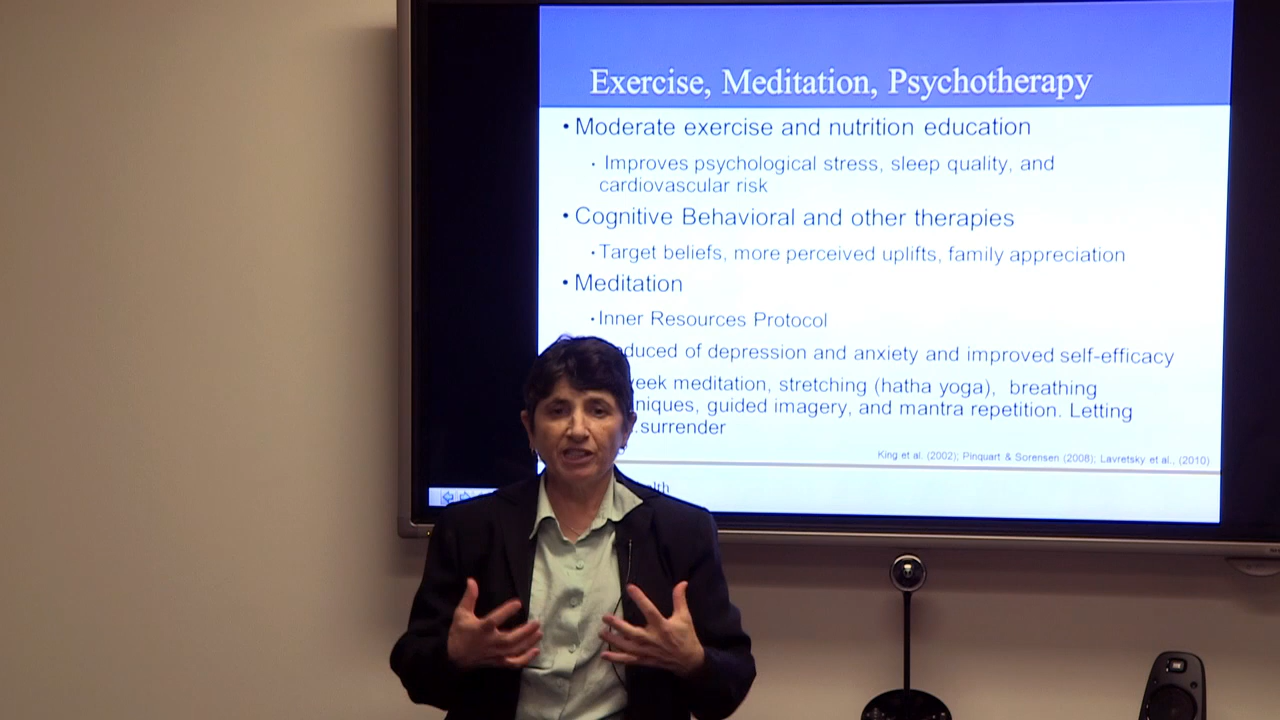 Exercise, Meditation, Psychotherapy
• Moderate exercise and nutrition education
• Improves psychological stress, sleep quality, and
cardiovascular risk
• Cognitive Behavioral and other therapies
• Target beliefs, more perceived uplifts, family appreciation
• Meditation
• Inner Resources Protocol
duced of depression and anxiety and improved self-efficacy
week meditation, stretching (hatha yoga), breathing
niques, guided imagery, and mantra repetition. Letting
..surrender
King et al. (2002); Pinquart & Sorensen (2008); Lavretsky et al., (2010)
lth